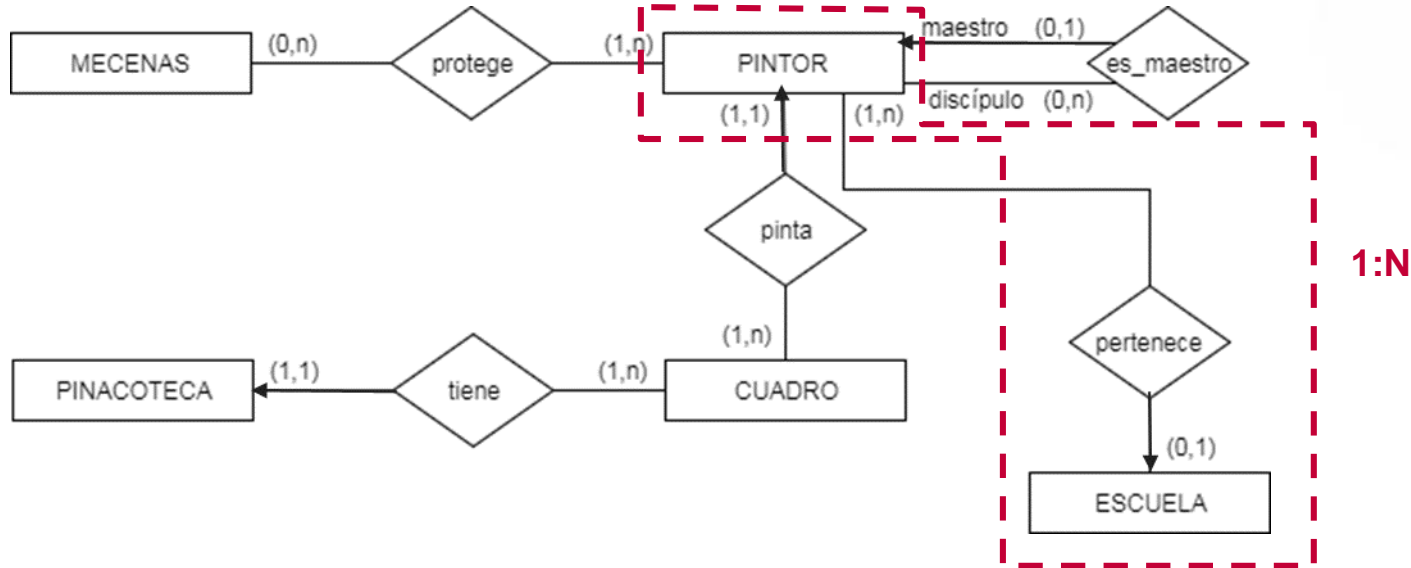 MECENAS (0,n) protege (1,n) PINTOR maestro (0,1) es_maestro
discípulo (0,n)
(1,1) (1,n)
pinta
1:N
(1,n) pertenece
PINACOTECA (1,1) tiene (1,n) CUADRO
(0,1)
ESCUELA